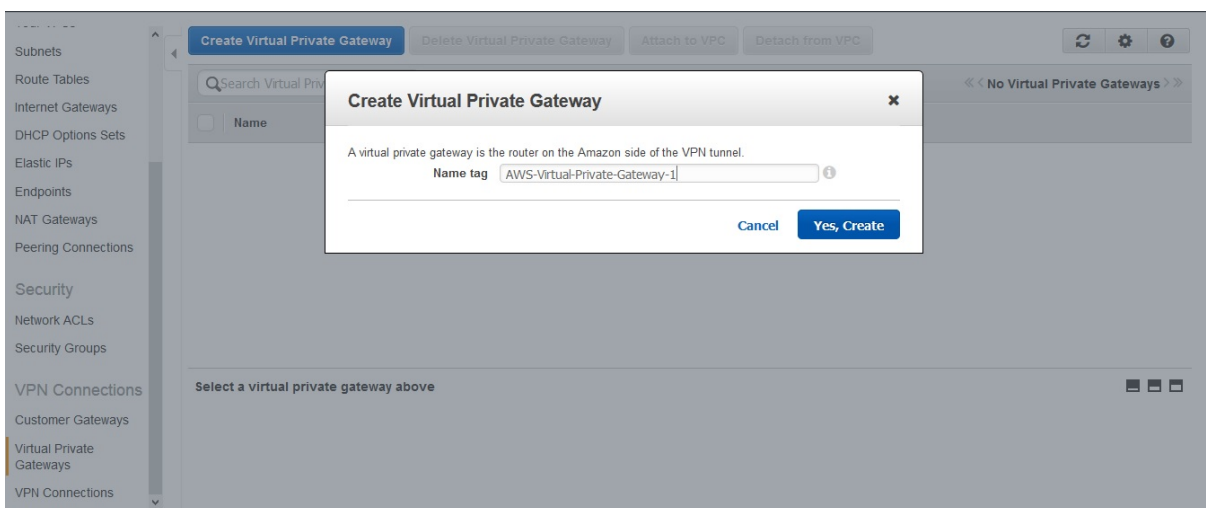 Subnets
Route Tables
Internet Gateways
DHCP Options Sets
Elastic IPs
Endpoints
NAT Gateways
Peering Connections
Security
Network ACLs
Security Groups
VPN Connections
Customer Gateways
Virtual Private
Gateways
VPN Connections
Create Virtual Private Gateway Delete Virtual Private Gateway Attach to VPC Detach from VPC
Search Virtual Priv
No Virtual Private Gateways
Name
Create Virtual Private Gateway
A virtual private gateway is the router on the Amazon side of the VPN tunnel.
Name tag AWS-Virtual-Private-Gateway-1
Cancel Yes, Create
Select a virtual private gateway above